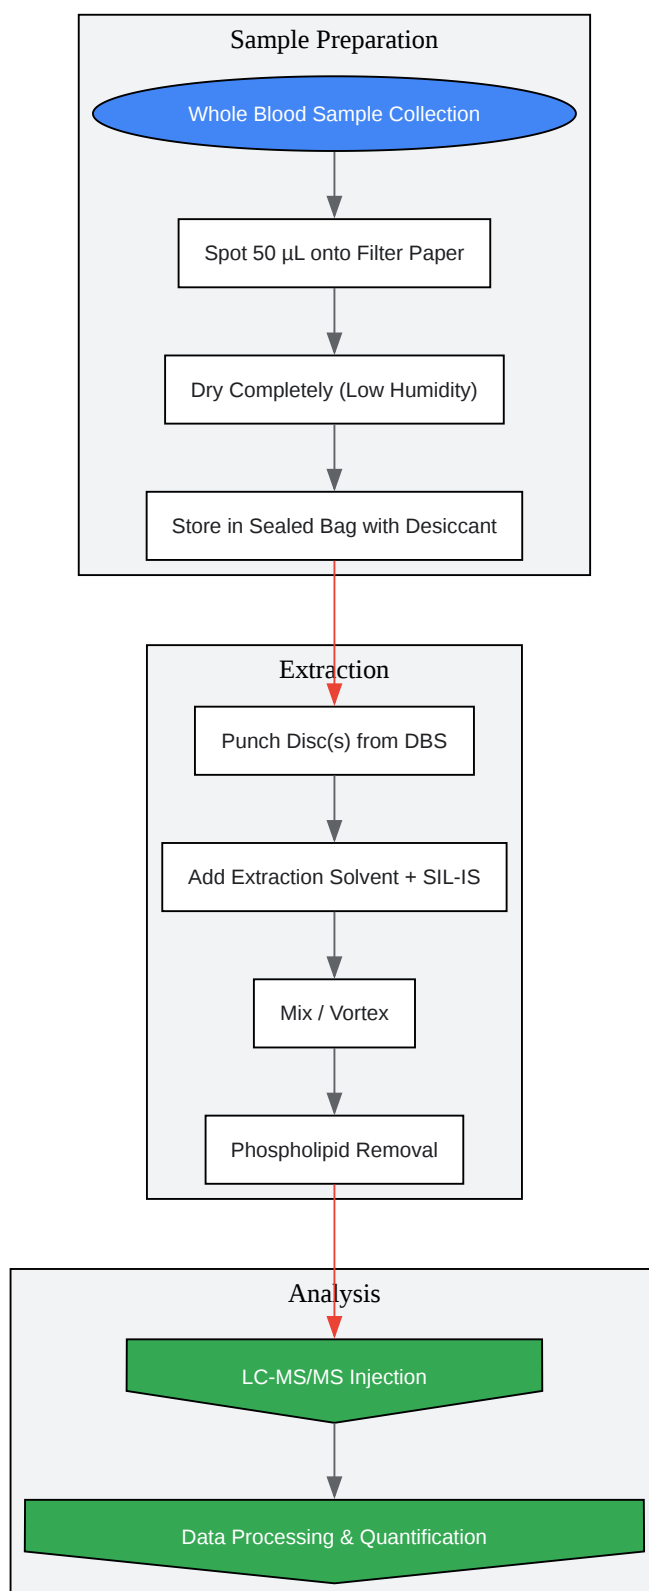 Sample Preparation
Whole Blood Sample Collection
Spot 50 µL onto Filter Paper
Dry Completely (Low Humidity)
Store in Sealed Bag with Desiccant
Extraction
Punch Disc(s) from DBS
Add Extraction Solvent + SIL-IS
Mix / Vortex
Phospholipid Removal
Analysis
LC-MS/MS Injection
Data Processing & Quantification